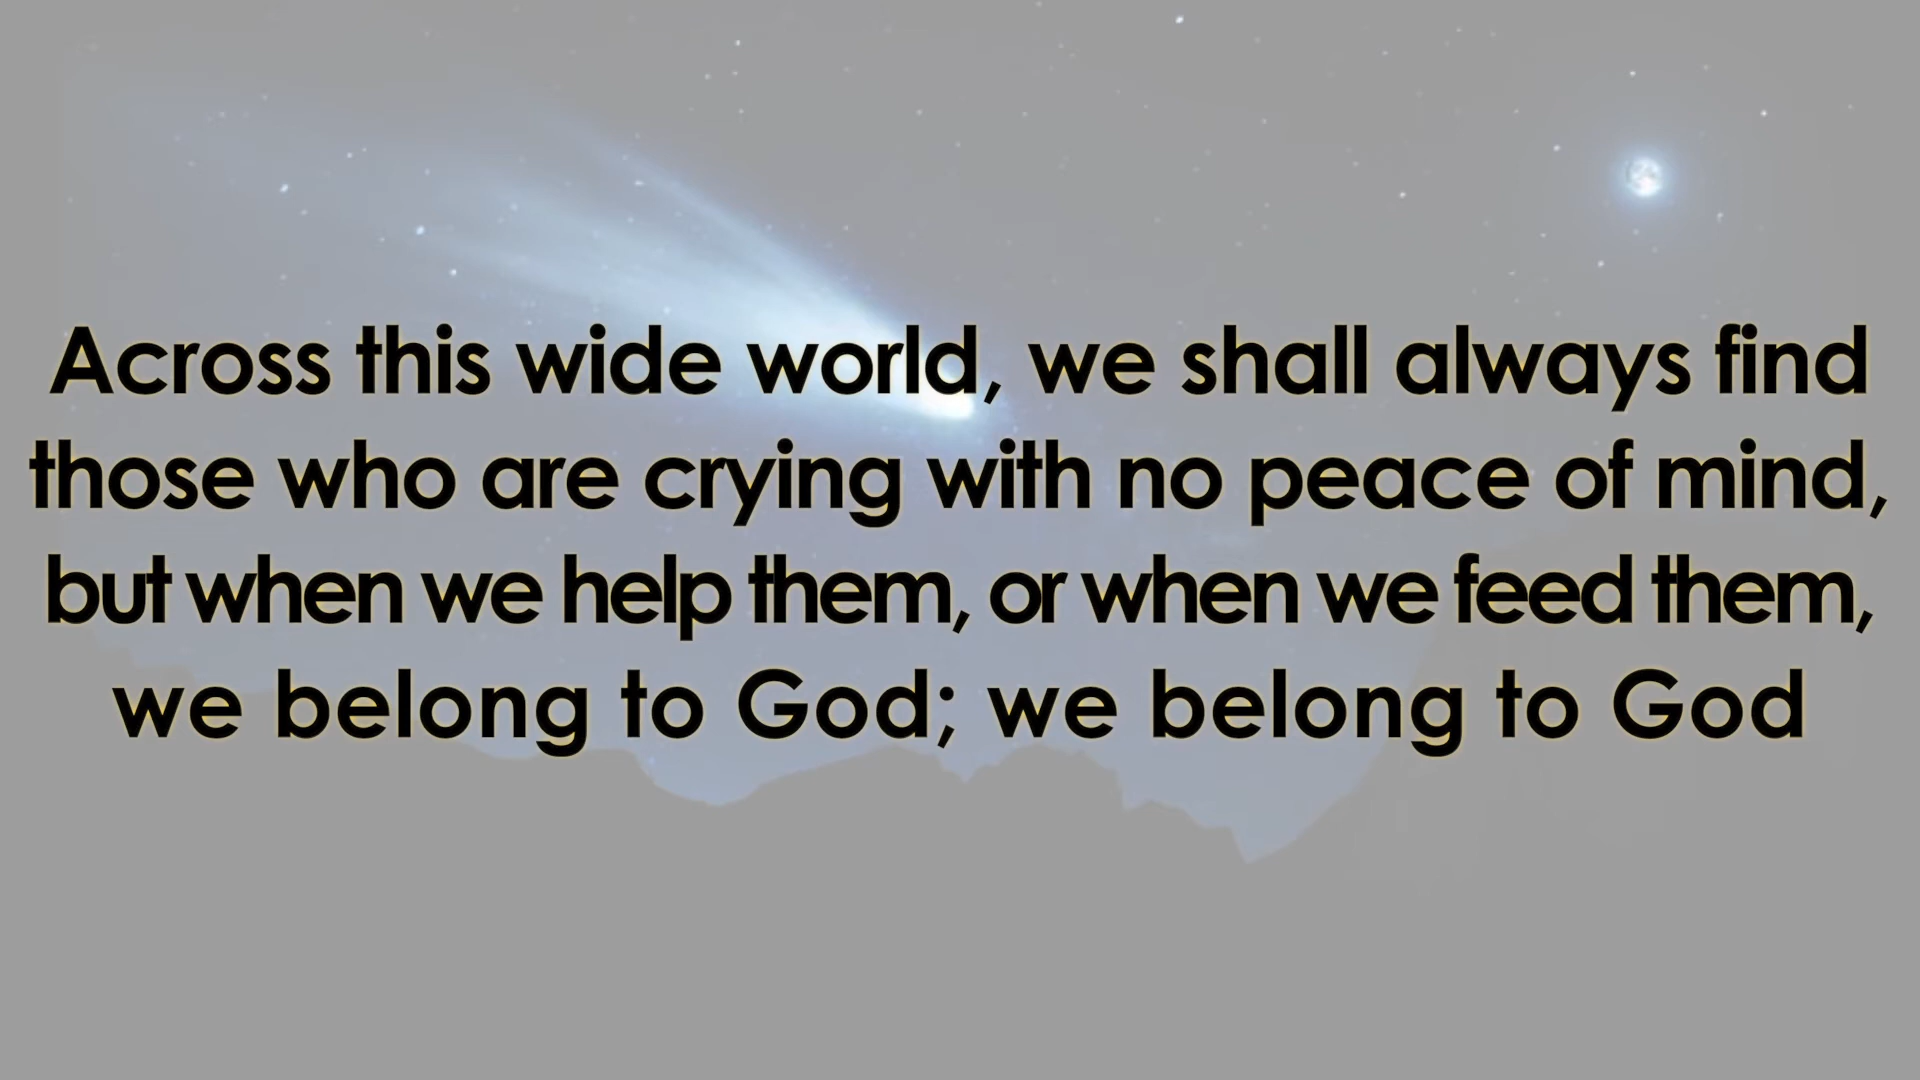 Across this wide world, we shall always find
those who are crying with no peace of mind,
but when we help them, or when we feed them,
we belong to God; we belong to God